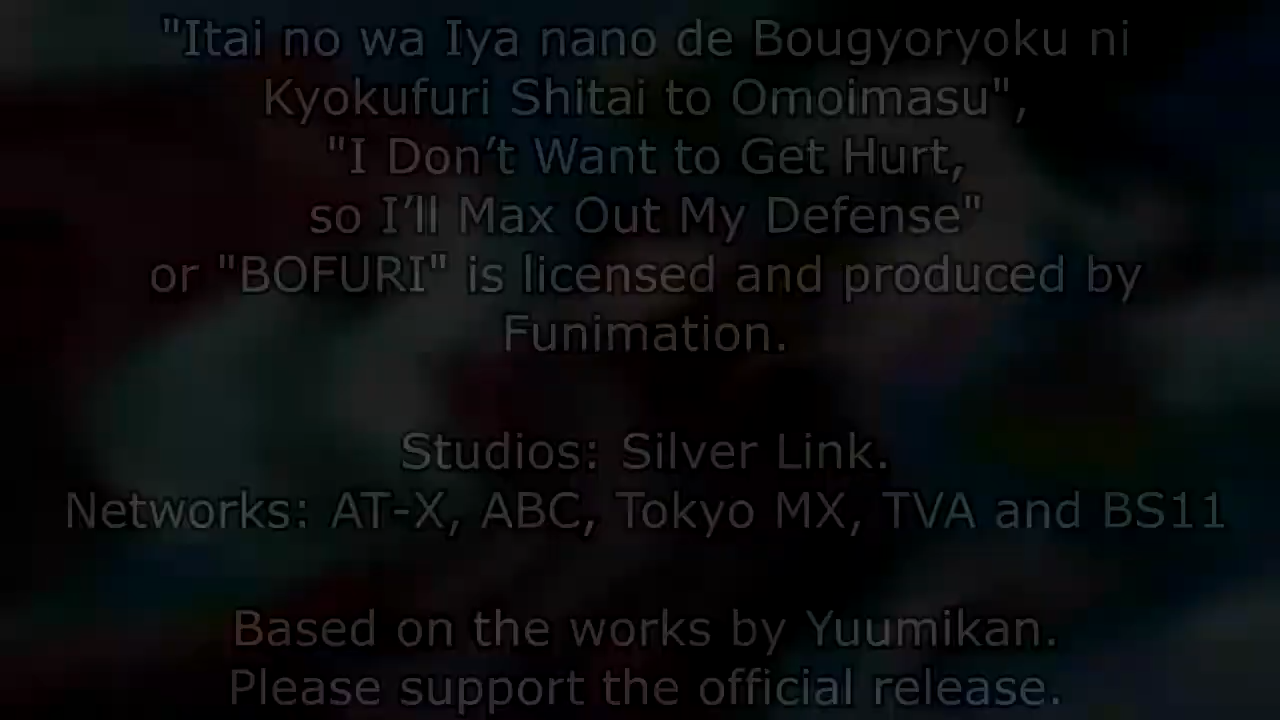 "Itai no wa Iya nano de Bougyoryoku ni
Kyokufuri Shitai to Omoimasu",
"I Don’t Want to Get Hurt,
so I’ll Max Out My Defense"
or "BOFURI" is licensed and produced by
Funimation.
Studios: Silver Link.
Networks: AT-X, ABC, Tokyo MX, TVA and BS11
Based on the works by Yuumikan.
Please support the official release.